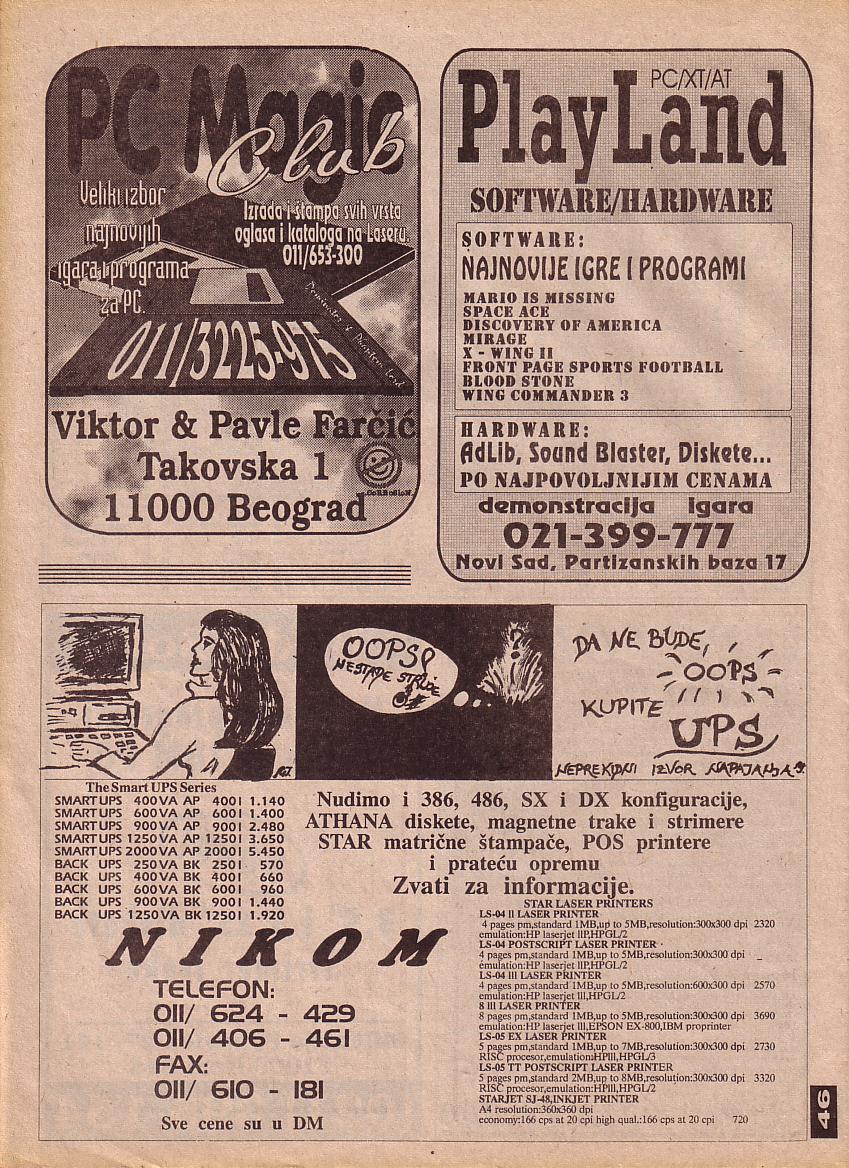 PC Magic
Club
Veliki izbor
najnovijih
igara i programa
za PC.
Izrada i štampa svih vrsta
oglasa i kataloga na Laseru.
011/653-300
011/3225-975
Viktor & Pavle Farčić
Takovska 1
11000 Beograd
PC/XT/AT
PlayLand
SOFTWARE/HARDWARE
SOFTWARE:
NAJNOVIJE IGRE I PROGRAMI
MARIO IS MISSING
SPACE ACE
DISCOVERY OF AMERICA
MIRAGE
X - WING II
FRONT PAGE SPORTS FOOTBALL
BLOOD STONE
WING COMMANDER 3
HARDWARE:
AdLib, Sound Blaster, Diskete...
PO NAJPOVOLJNIJIM CENAMA
demonstracija igara
021-399-777
Novi Sad, Partizanskih baza 17
OOPS!
NESTADE STRUJE
DA NE BUDE,
OOPS
KUPITE
UPS
NEPREKIDNI IZVOR NAPAJANJA
The Smart UPS Series
SMART UPS 400VA AP 400I 1.140
SMART UPS 600VA AP 600I 1.400
SMART UPS 900VA AP 900I 2.480
SMART UPS 1250VA AP 1250I 3.650
SMART UPS 2000VA AP 2000I 5.450
BACK UPS 250VA BK 250I 570
BACK UPS 400VA BK 400I 660
BACK UPS 600VA BK 600I 960
BACK UPS 900VA BK 900I 1.440
BACK UPS 1250VA BK 1250I 1.920
Nudimo i 386, 486, SX i DX konfiguracije,
ATHANA diskete, magnetne trake i strimere
STAR matrične štampače, POS printere
i prateću opremu
Zvati za informacije.
NIKOM
TELEFON:
011/ 624 - 429
011/ 406 - 461
FAX:
011/ 610 - 181
Sve cene su u DM
STAR LASER PRINTERS
LS-04 II LASER PRINTER
4 pages pm,standard 1MB,up to 5MB,resolution:300x300 dpi 2320
emulation:HP laserjet IIP,HPGL/2
LS-04 POSTSCRIPT LASER PRINTER
4 pages pm,standard 1MB,up to 5MB,resolution:300x300 dpi
emulation:HP laserjet IIP,HPGL/2
LS-04 III LASER PRINTER
4 pages pm,standard 1MB,up to 5MB,resolution:600x300 dpi 2570
emulation:HP laserjet III,HPGL/2
8 III LASER PRINTER
8 pages pm,standard 1MB,up to 5MB,resolution:300x300 dpi 3690
emulation:HP laserjet III,EPSON EX-800,IBM proprinter
LS-05 EX LASER PRINTER
5 pages pm,standard 1MB,up to 7MB,resolution:300x300 dpi 2730
RISC procesor,emulation:HPIII,HPGL/3
LS-05 TT POSTSCRIPT LASER PRINTER
5 pages pm,standard 2MB,up to 8MB,resolution:300x300 dpi 3320
RISC procesor,emulation:HPIII,HPGL/2
STARJET SJ-48,INKJET PRINTER
A4 resolution:360x360 dpi
economy:166 cps at 20 cpi high qual.:166 cps at 20 cpi 720
46